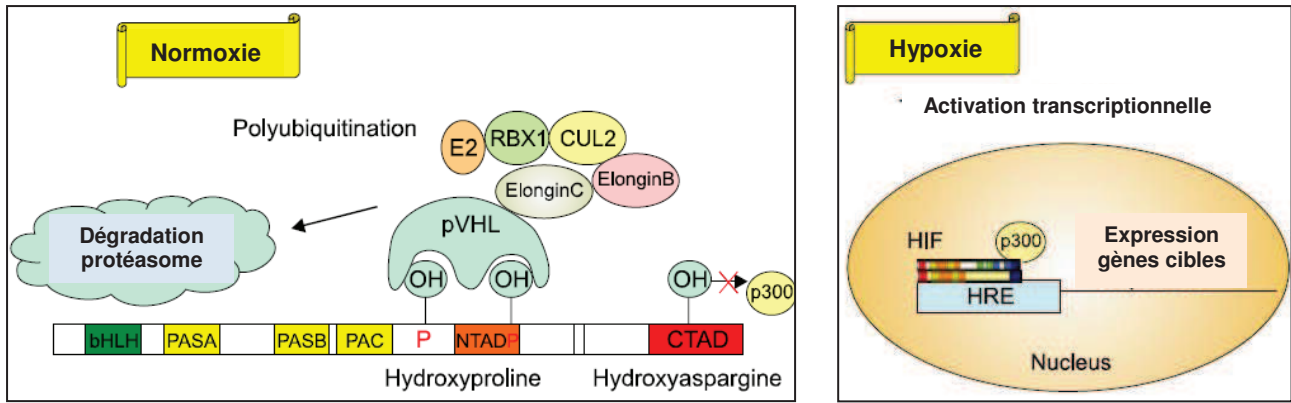 Normoxie
Polyubiquitination
E2
RBX1
CUL2
ElonginC
ElonginB
pVHL
Dégradation
protéasome
OH
OH
OH
p300
bHLH
PASA
PASB
PAC
P
NTADP
CTAD
Hydroxyproline
Hydroxyaspargine
Hypoxie
Activation transcriptionnelle
HIF
p300
Expression
gènes cibles
HRE
Nucleus